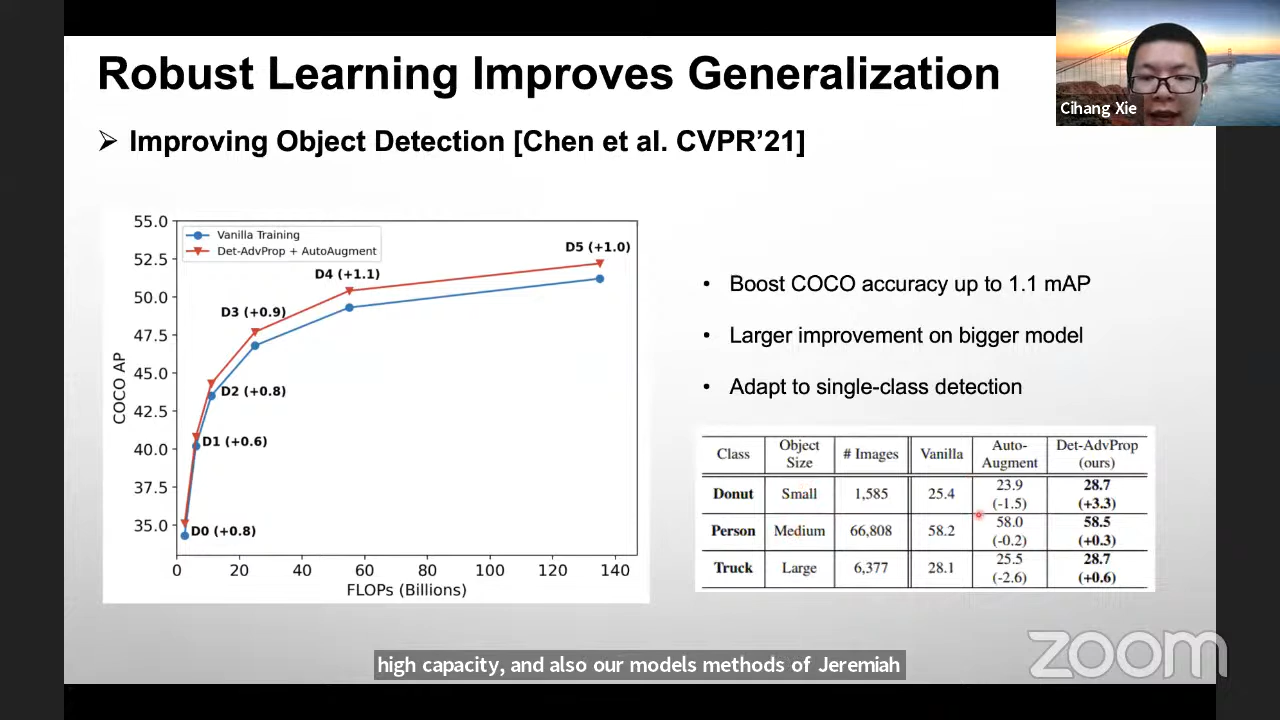 Robust Learning Improves Generalization
Cihang Xie
➢ Improving Object Detection [Chen et al. CVPR’21]
COCO AP
55.0
52.5
50.0
47.5
45.0
42.5
40.0
37.5
35.0
Vanilla Training
Det-AdvProp + AutoAugment
D5 (+1.0)
D4 (+1.1)
D3 (+0.9)
D2 (+0.8)
D1 (+0.6)
D0 (+0.8)
0 20 40 60 80 100 120 140
FLOPs (Billions)
• Boost COCO accuracy up to 1.1 mAP
• Larger improvement on bigger model
• Adapt to single-class detection
Class Object Size # Images Vanilla Auto-Augment Det-AdvProp (ours)
Donut Small 1,585 25.4 23.9 (-1.5) 28.7 (+3.3)
Person Medium 66,808 58.2 58.0 (-0.2) 58.5 (+0.3)
Truck Large 6,377 28.1 25.5 (-2.6) 28.7 (+0.6)
high capacity, and also our models methods of Jeremiah
zoom